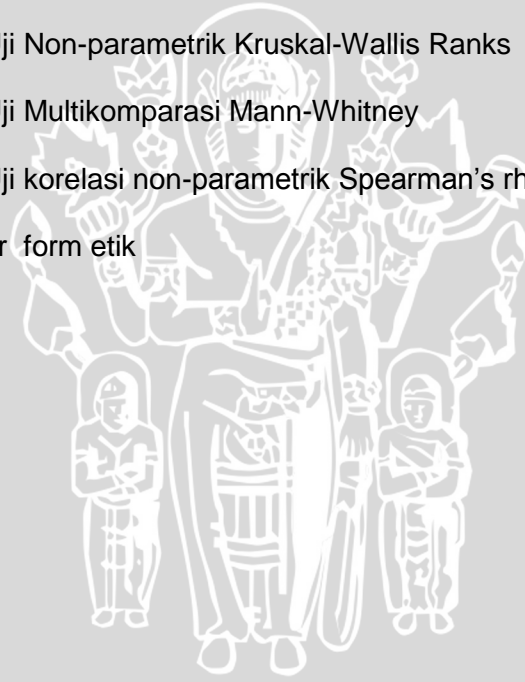 ji Non-parametrik Kruskal-Wallis Ranks
ji Multikomparasi Mann-Whitney
ji korelasi non-parametrik Spearman's rh
r form etik